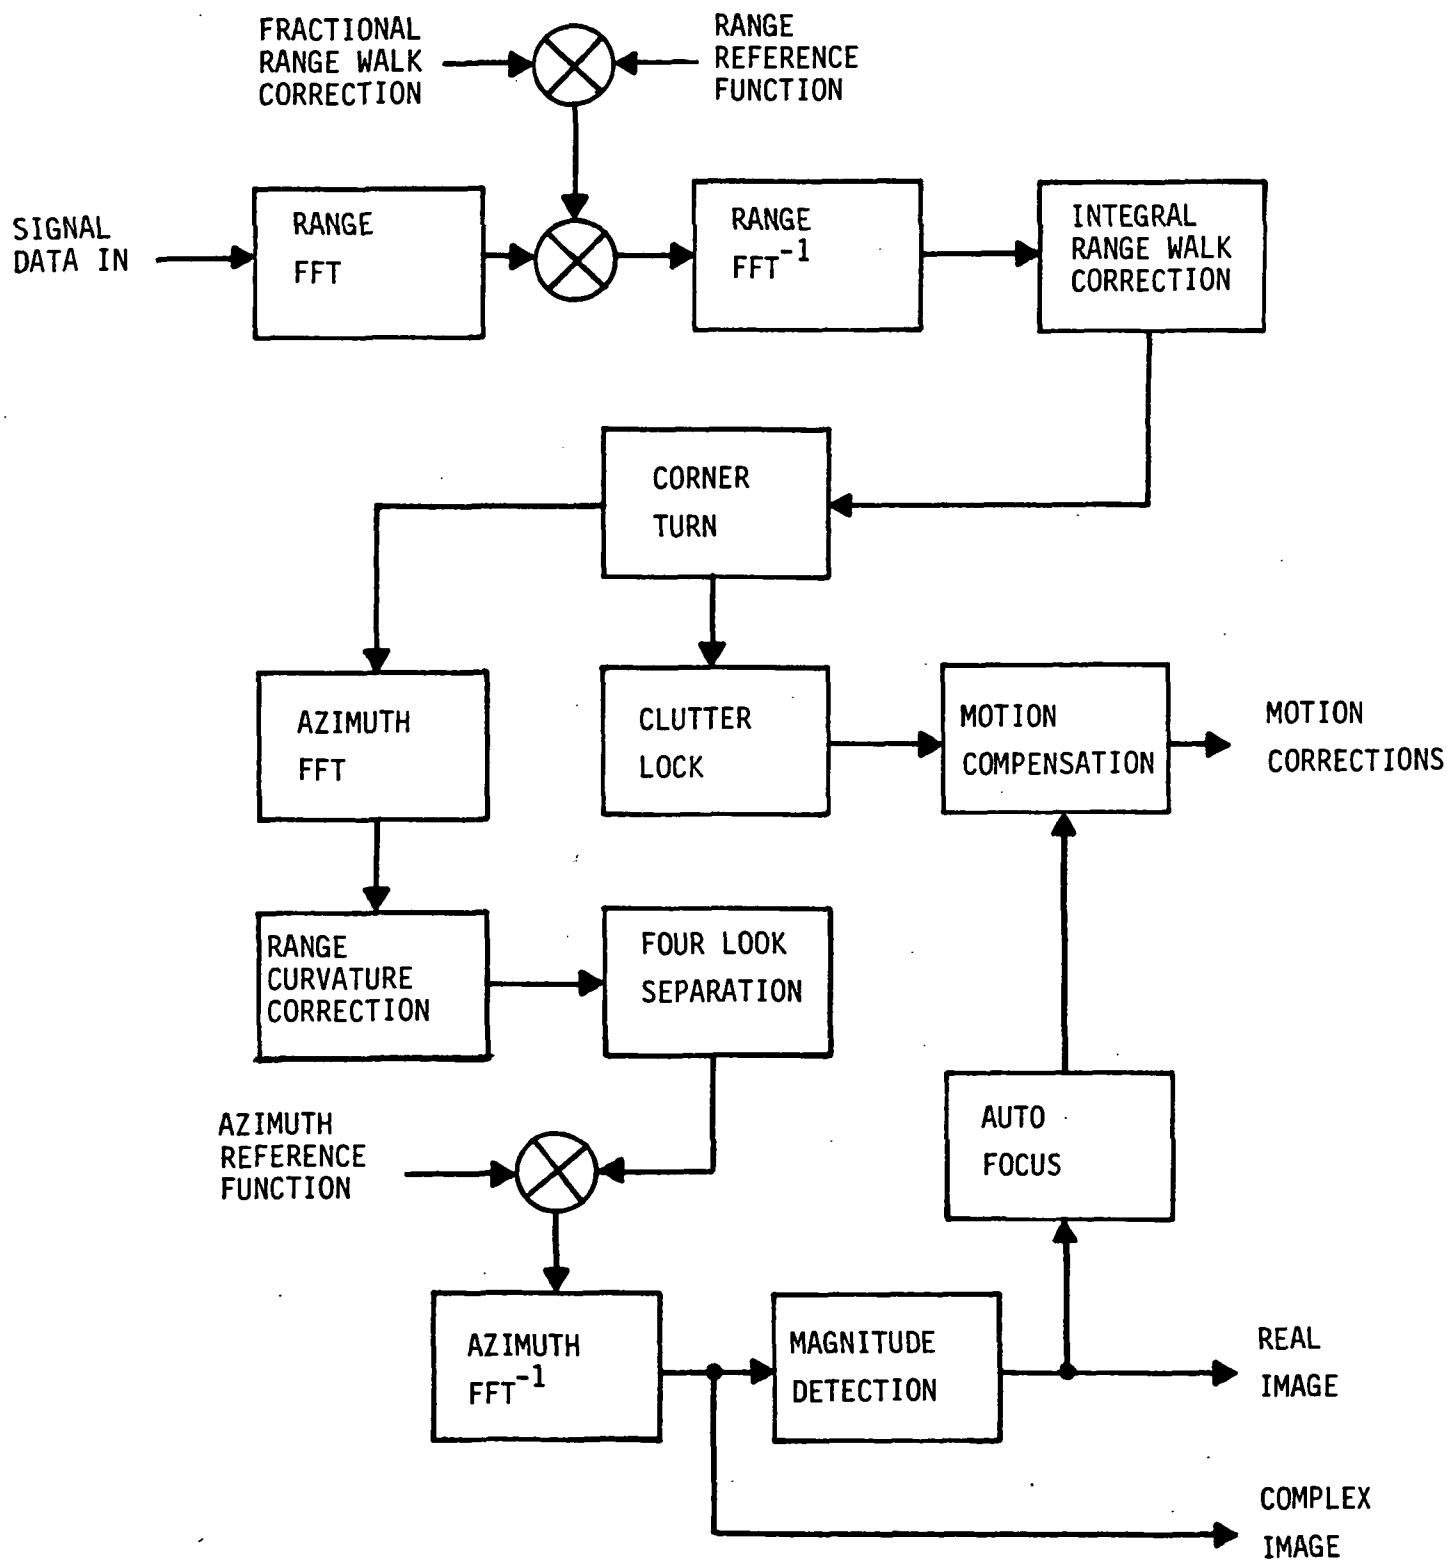 FRACTIONAL
RANGE WALK
CORRECTION
RANGE
REFERENCE
FUNCTION
SIGNAL
DATA IN
RANGE
FFT
RANGE
FFT-1
INTEGRAL
RANGE WALK
CORRECTION
CORNER
TURN
AZIMUTH
FFT
CLUTTER
LOCK
MOTION
COMPENSATION
MOTION
CORRECTIONS
RANGE
CURVATURE
CORRECTION
FOUR LOOK
SEPARATION
AZIMUTH
REFERENCE
FUNCTION
AUTO
FOCUS
AZIMUTH
FFT-1
MAGNITUDE
DETECTION
REAL
IMAGE
COMPLEX
IMAGE